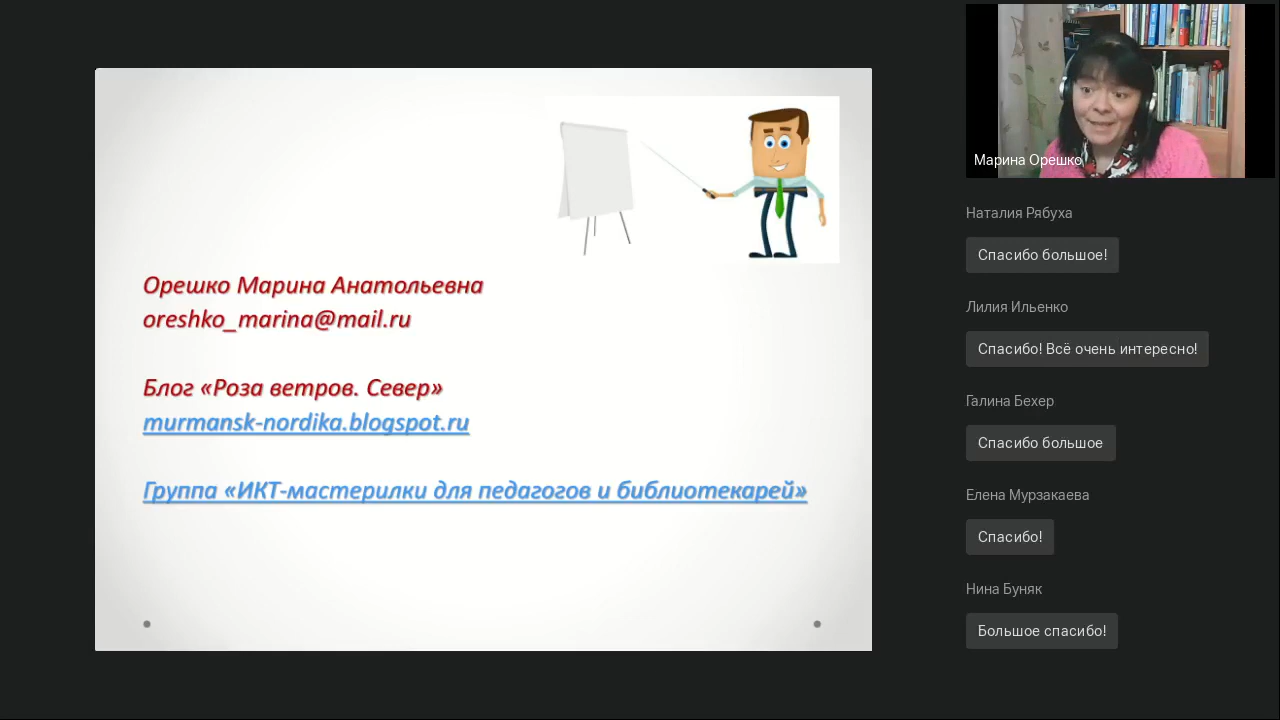 Орешко Марина Анатольевна
oreshko_marina@mail.ru
Блог «Роза ветров. Север»
murmansk-nordika.blogspot.ru
Группа «ИКТ-мастерилки для педагогов и библиотекарей»
Марина Орешко
Наталия Рябуха
Спасибо большое!
Лилия Ильенко
Спасибо! Всё очень интересно!
Галина Бехер
Спасибо большое
Елена Мурзакаева
Спасибо!
Нина Буняк
Большое спасибо!